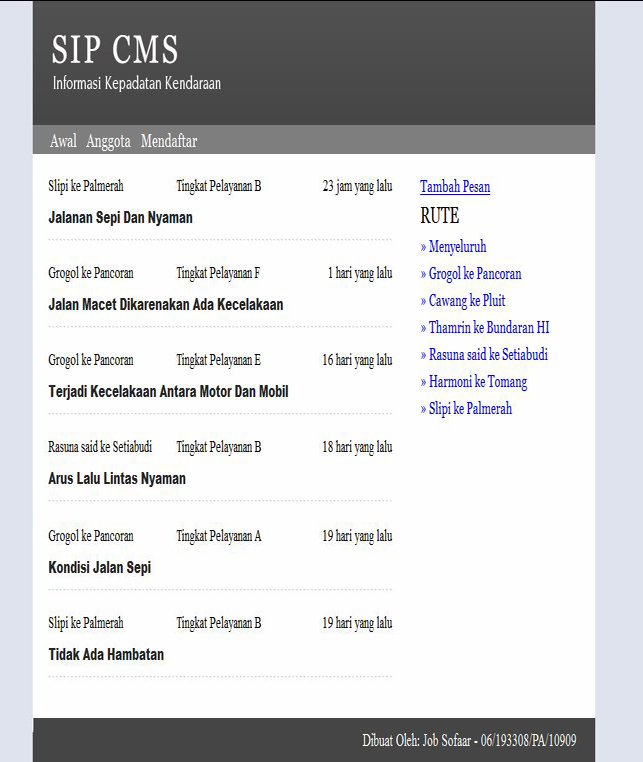 SIP CMS
Informasi Kepadatan Kendaraan
Awal Anggota Mendaftar
Slipi ke Palmerah Tingkat Pelayanan B 23 jam yang lalu
Jalanan Sepi Dan Nyaman
Grogol ke Pancoran Tingkat Pelayanan F 1 hari yang lalu
Jalan Macet Dikarenakan Ada Kecelakaan
Grogol ke Pancoran Tingkat Pelayanan E 16 hari yang lalu
Terjadi Kecelakaan Antara Motor Dan Mobil
Rasuna said ke Setiabudi Tingkat Pelayanan B 18 hari yang lalu
Arus Lalu Lintas Nyaman
Grogol ke Pancoran Tingkat Pelayanan A 19 hari yang lalu
Kondisi Jalan Sepi
Slipi ke Palmerah Tingkat Pelayanan B 19 hari yang lalu
Tidak Ada Hambatan
Tambah Pesan
RUTE
» Menyeluruh
» Grogol ke Pancoran
» Cawang ke Pluit
» Thamrin ke Bundaran HI
» Rasuna said ke Setiabudi
» Harmoni ke Tomang
» Slipi ke Palmerah
Dibuat Oleh: Job Sofaar - 06/193308/PA/10909